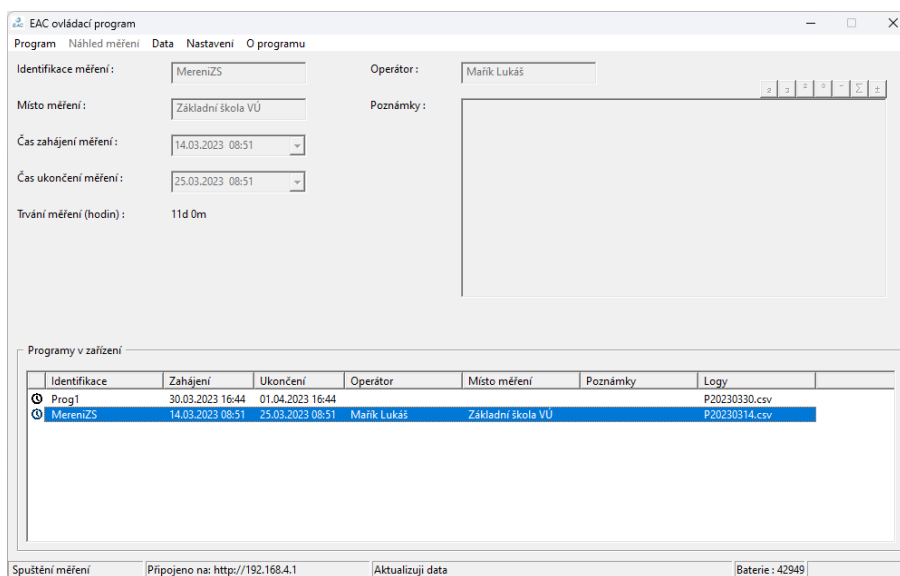 EAC ovládací program
Program Náhled měření Data Nastavení O programu
Identifikace měření : MereniZS Operátor : Mařík Lukáš
Místo měření : Základní škola VÚ Poznámky :
2 3 ² ° ⁻ Σ ±
Čas zahájení měření : 14.03.2023 08:51
Čas ukončení měření : 25.03.2023 08:51
Trvání měření (hodin) : 11d 0m
Programy v zařízení
Identifikace Zahájení Ukončení Operátor Místo měření Poznámky Logy
Prog1 30.03.2023 16:44 01.04.2023 16:44 P20230330.csv
MereniZS 14.03.2023 08:51 25.03.2023 08:51 Mařík Lukáš Základní škola VÚ P20230314.csv
Spuštění měření Připojeno na: http://192.168.4.1 Aktualizuji data Baterie : 42949